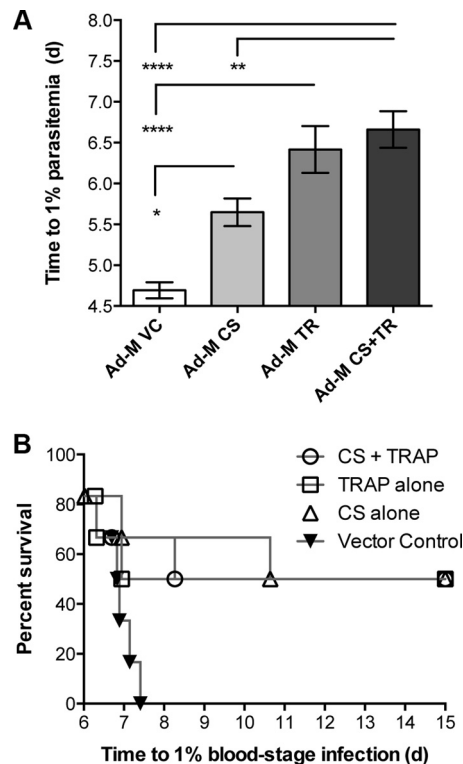 A
Time to 1% parasitemia (d)
8.0
7.5
7.0
6.5
6.0
5.5
5.0
4.5
****
**
****
*
Ad-M VC
Ad-M CS
Ad-M TR
Ad-M CS+TR
B
Percent survival
100
80
60
40
20
0
CS + TRAP
TRAP alone
CS alone
Vector Control
6 7 8 9 10 11 12 13 14 15
Time to 1% blood-stage infection (d)